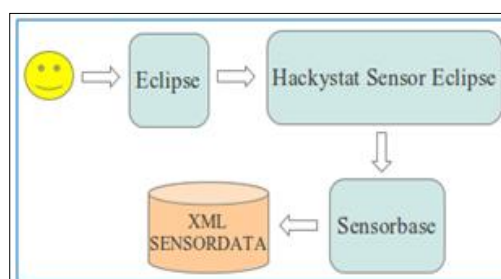 Eclipse
Hackystat Sensor Eclipse
XML
SENSORDATA
Sensorbase